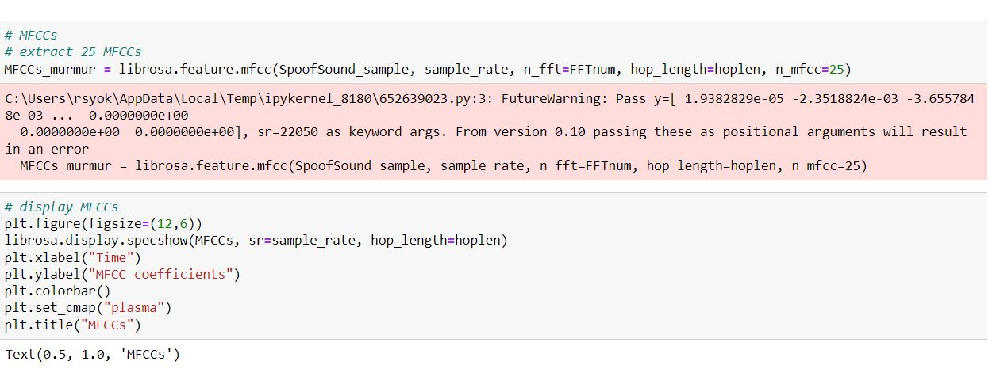 # MFCCs
# extract 25 MFCCs
MFCCs_murmur = librosa.feature.mfcc(SpoofSound_sample, sample_rate, n_fft=FFTnum, hop_length=hoplen, n_mfcc=25)
C:\Users\rsyok\AppData\Local\Temp\ipykernel_8180\652639023.py:3: FutureWarning: Pass y=[ 1.9382829e-05 -2.3518824e-03 -3.655784
8e-03 ...  0.0000000e+00
  0.0000000e+00  0.0000000e+00], sr=22050 as keyword args. From version 0.10 passing these as positional arguments will result
in an error
  MFCCs_murmur = librosa.feature.mfcc(SpoofSound_sample, sample_rate, n_fft=FFTnum, hop_length=hoplen, n_mfcc=25)
# display MFCCs
plt.figure(figsize=(12,6))
librosa.display.specshow(MFCCs, sr=sample_rate, hop_length=hoplen)
plt.xlabel("Time")
plt.ylabel("MFCC coefficients")
plt.colorbar()
plt.set_cmap("plasma")
plt.title("MFCCs")
Text(0.5, 1.0, 'MFCCs')